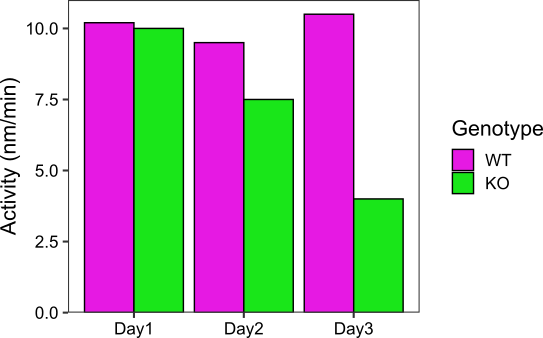 Activity (nm/min)
10.0
7.5
5.0
2.5
0.0
Day1 Day2 Day3
Genotype
WT
KO